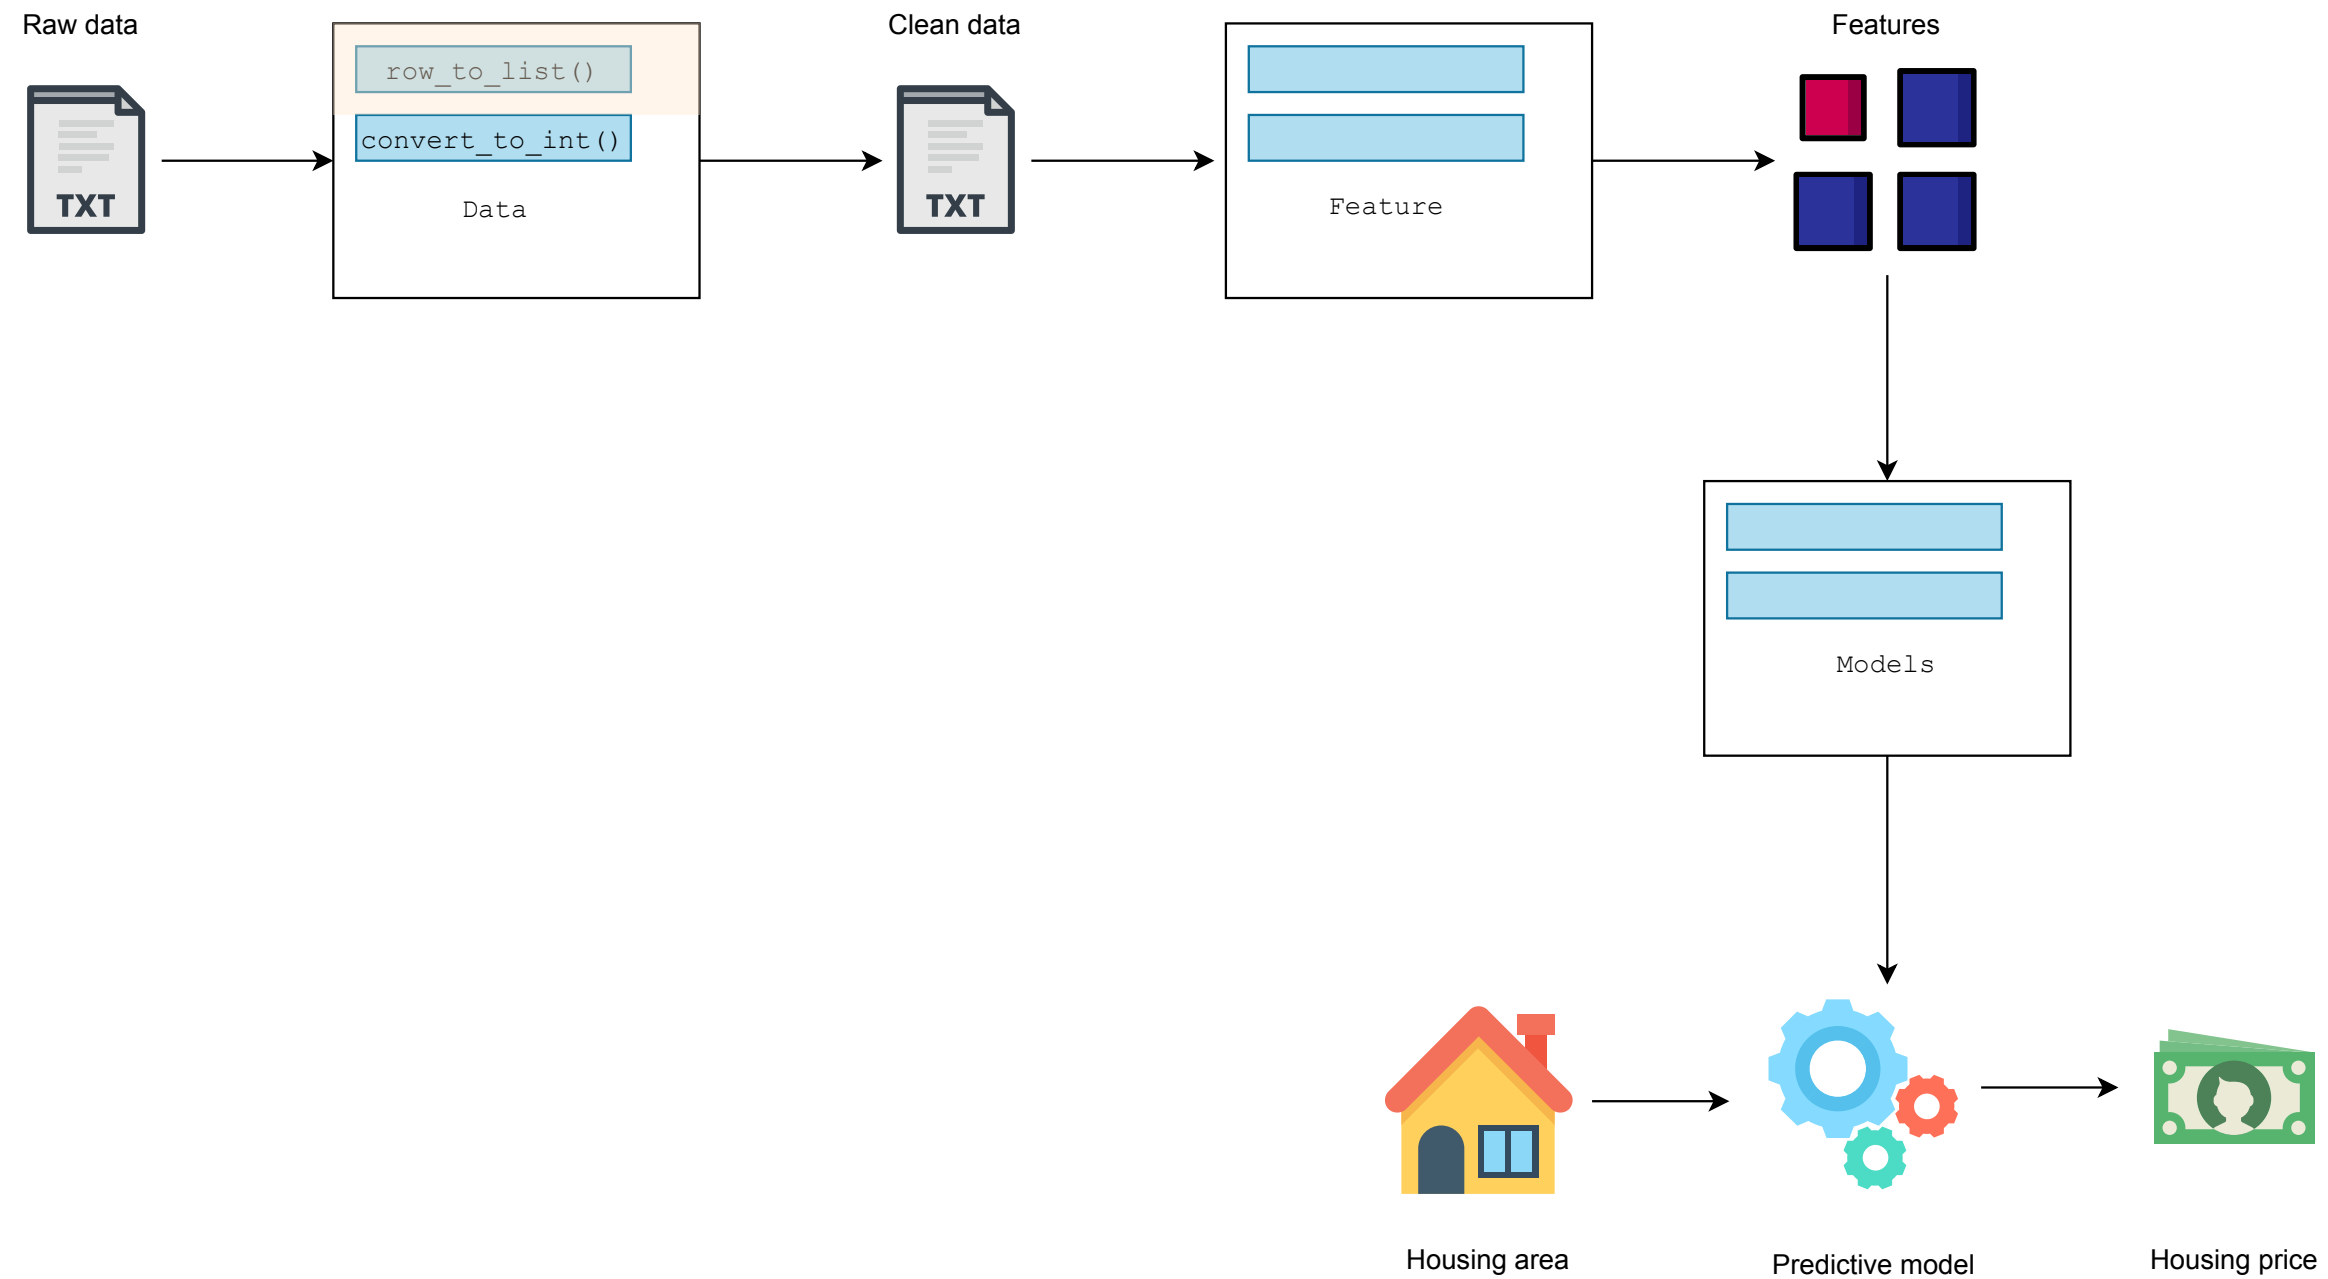 Raw data
Clean data
Features
row_to_list()
convert_to_int()
TXT
Data
TXT
Feature
Models
Housing area
Predictive model
Housing price